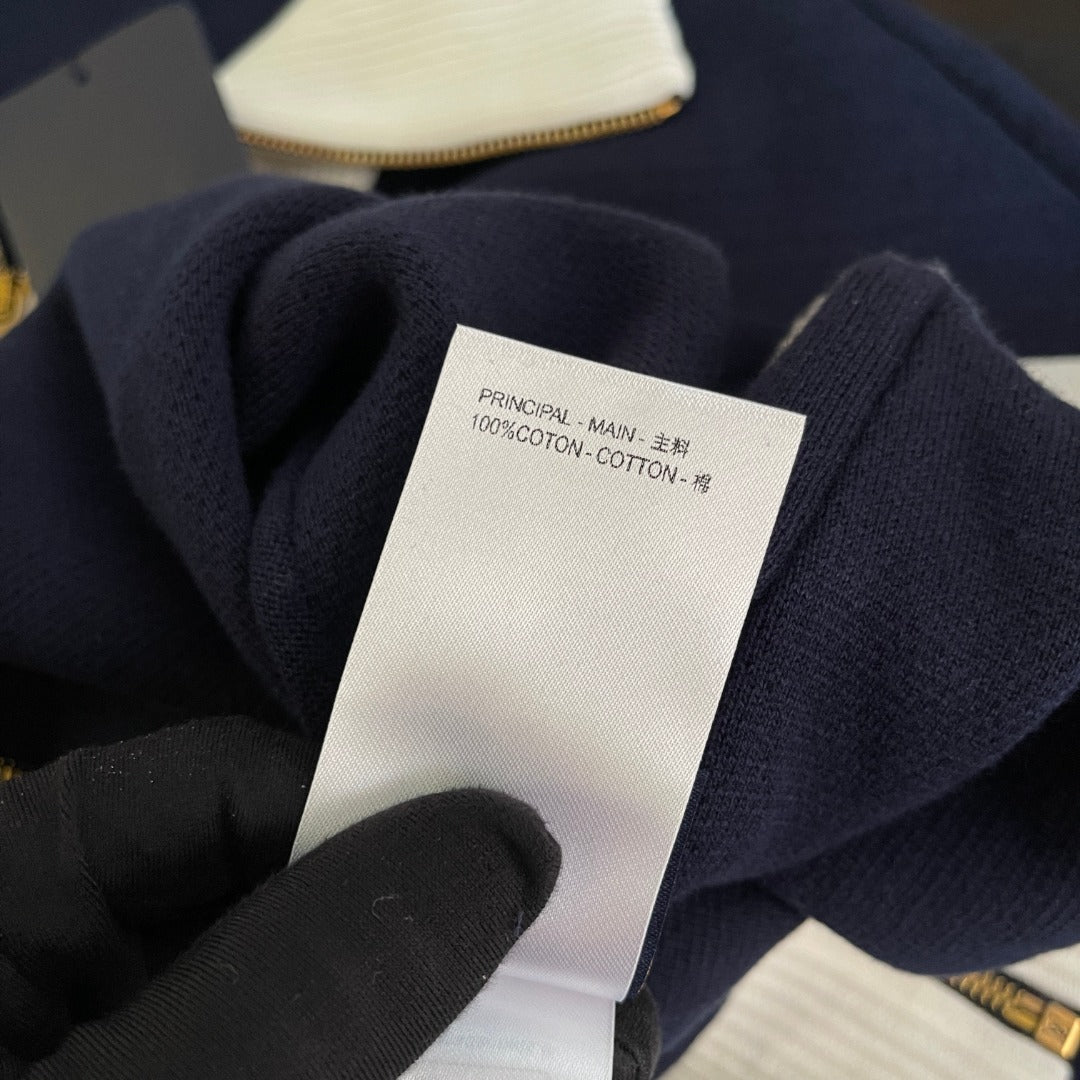 PRINCIPAL - MAIN - 主料
100%COTON - COTTON - 棉